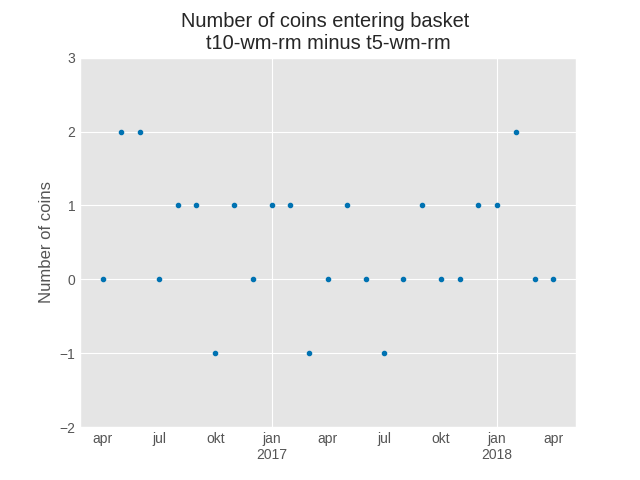 Number of coins entering basket
t10-wm-rm minus t5-wm-rm
Number of coins
3
2
1
0
−1
−2
apr jul okt jan apr jul okt jan apr
2017 2018